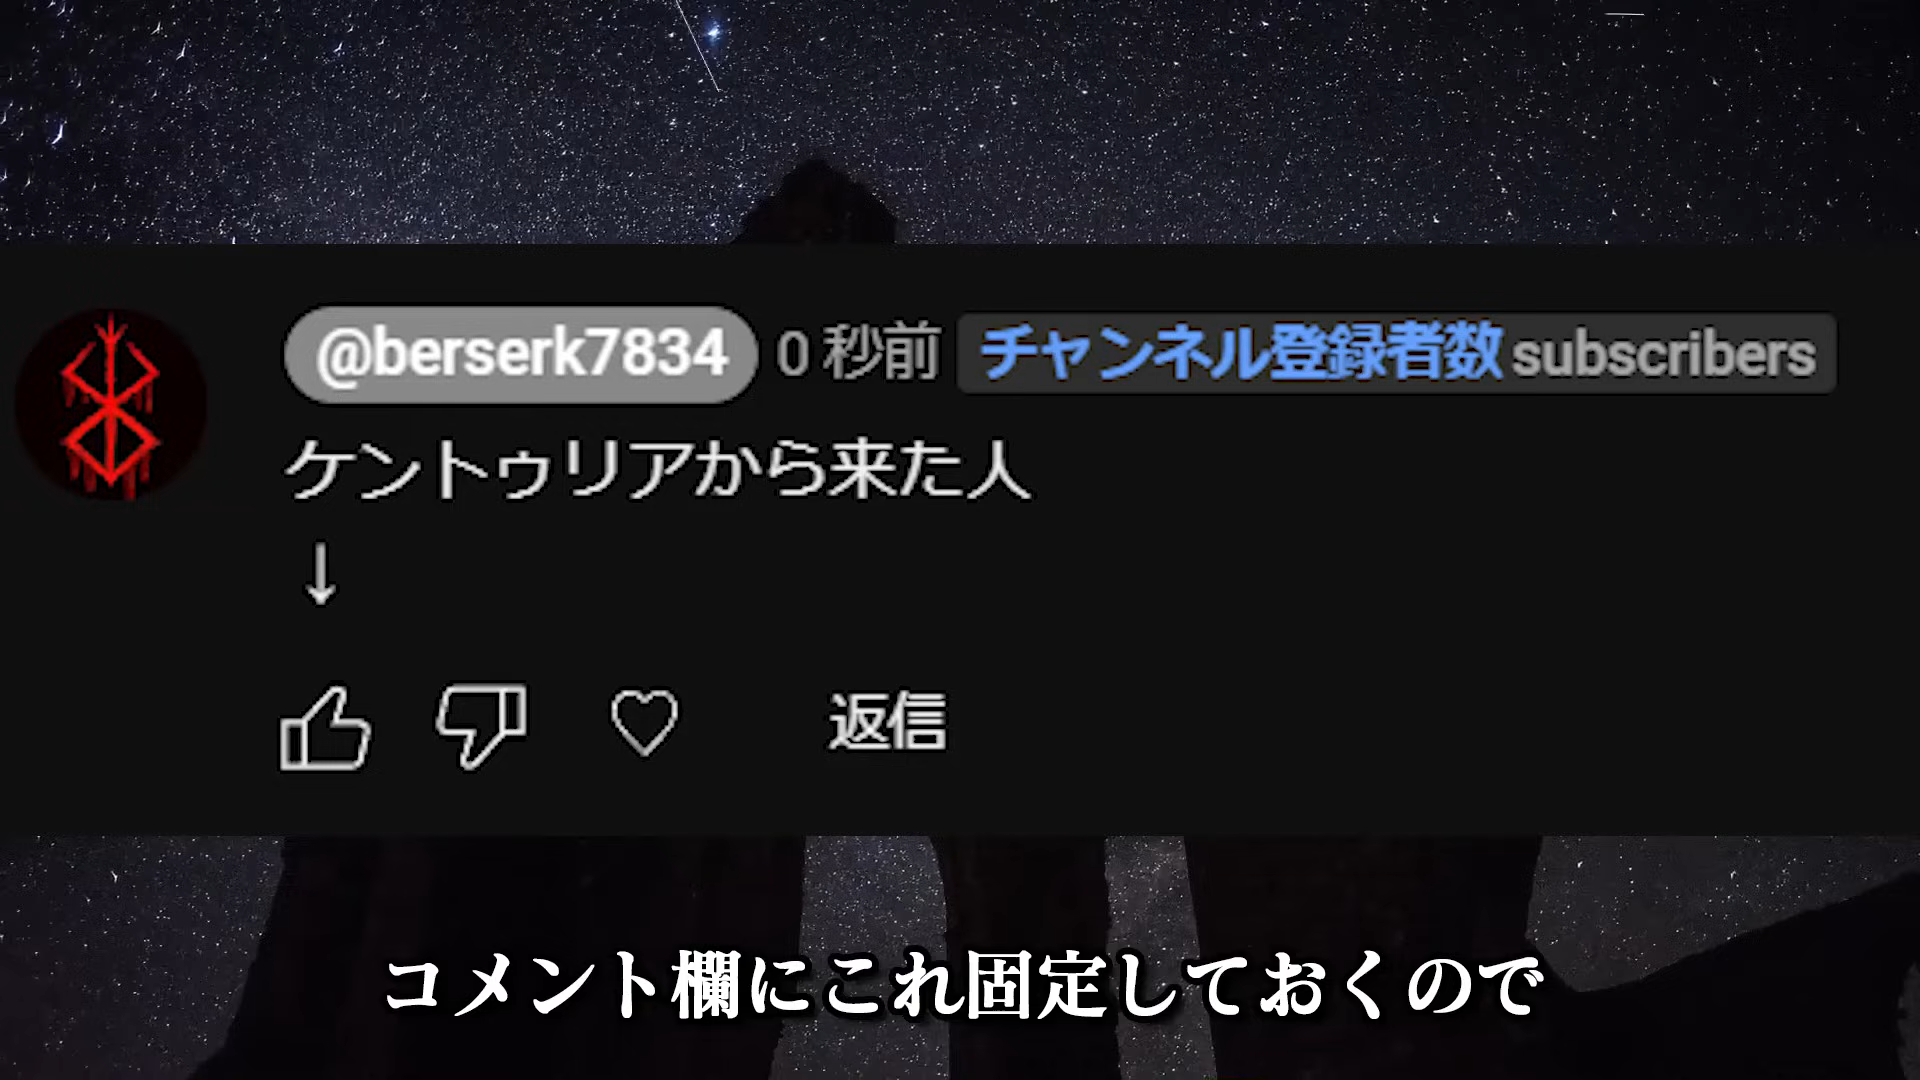 @berserk7834 0 秒前 チャンネル登録者数 subscribers
ケントゥリアから来た人
↓
返信
コメント欄にこれ固定しておくので